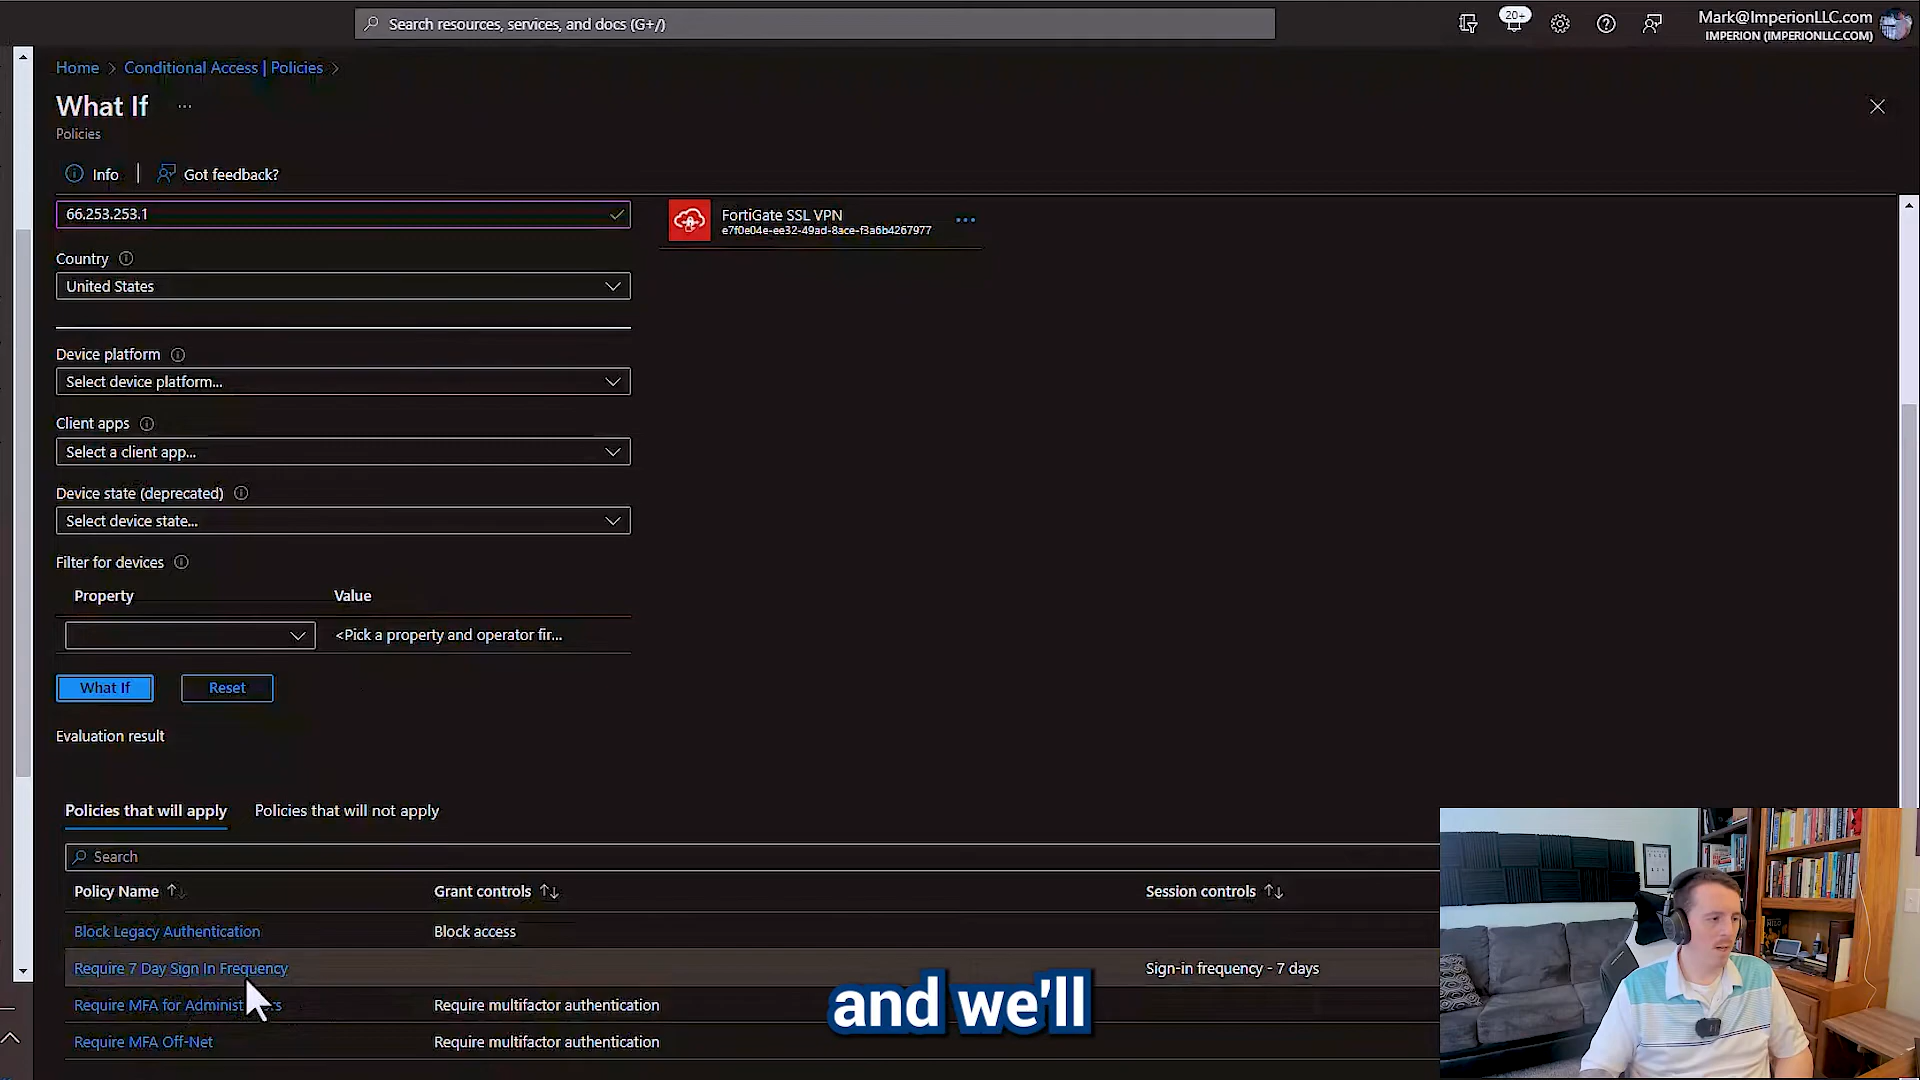 Search resources, services, and docs (G+/)
20+
Mark@ImperionLLC.com
IMPERION (IMPERIONLLC.COM)
Home > Conditional Access | Policies >
What If ...
Policies
Info | Got feedback?
66.253.253.1
Country
United States
Device platform
Select device platform...
Client apps
Select a client app...
Device state (deprecated)
Select device state...
Filter for devices
Property Value
<Pick a property and operator fir...
What If Reset
FortiGate SSL VPN
e7f0e04e-ee32-49ad-8ace-f3a6b4267977
Evaluation result
Policies that will apply Policies that will not apply
Search
Policy Name Grant controls Session controls
Block Legacy Authentication Block access
Require 7 Day Sign In Frequency Sign-in frequency - 7 days
Require MFA for Administ rs Require multifactor authentication
Require MFA Off-Net Require multifactor authentication
and we'll